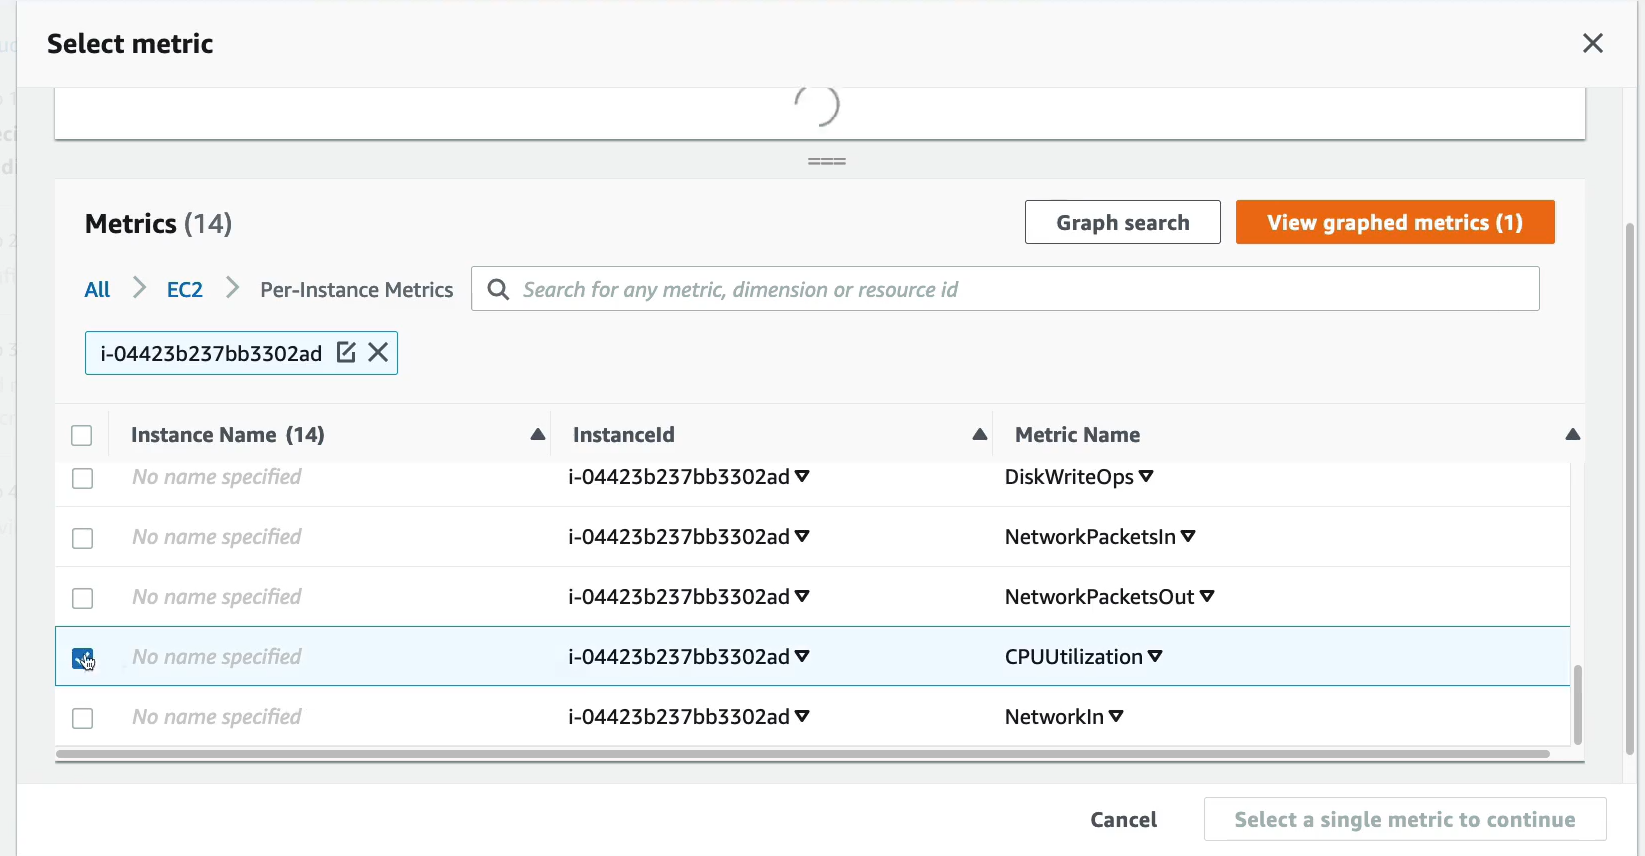 Select metric
Metrics (14)
Graph search
View graphed metrics (1)
All
EC2
Per-Instance Metrics
Search for any metric, dimension or resource id
i-04423b237bb3302ad
Instance Name (14)
InstanceId
Metric Name
No name specified
i-04423b237bb3302ad
DiskWriteOps
No name specified
i-04423b237bb3302ad
NetworkPacketsIn
No name specified
i-04423b237bb3302ad
NetworkPacketsOut
No name specified
i-04423b237bb3302ad
CPUUtilization
No name specified
i-04423b237bb3302ad
NetworkIn
Cancel
Select a single metric to continue